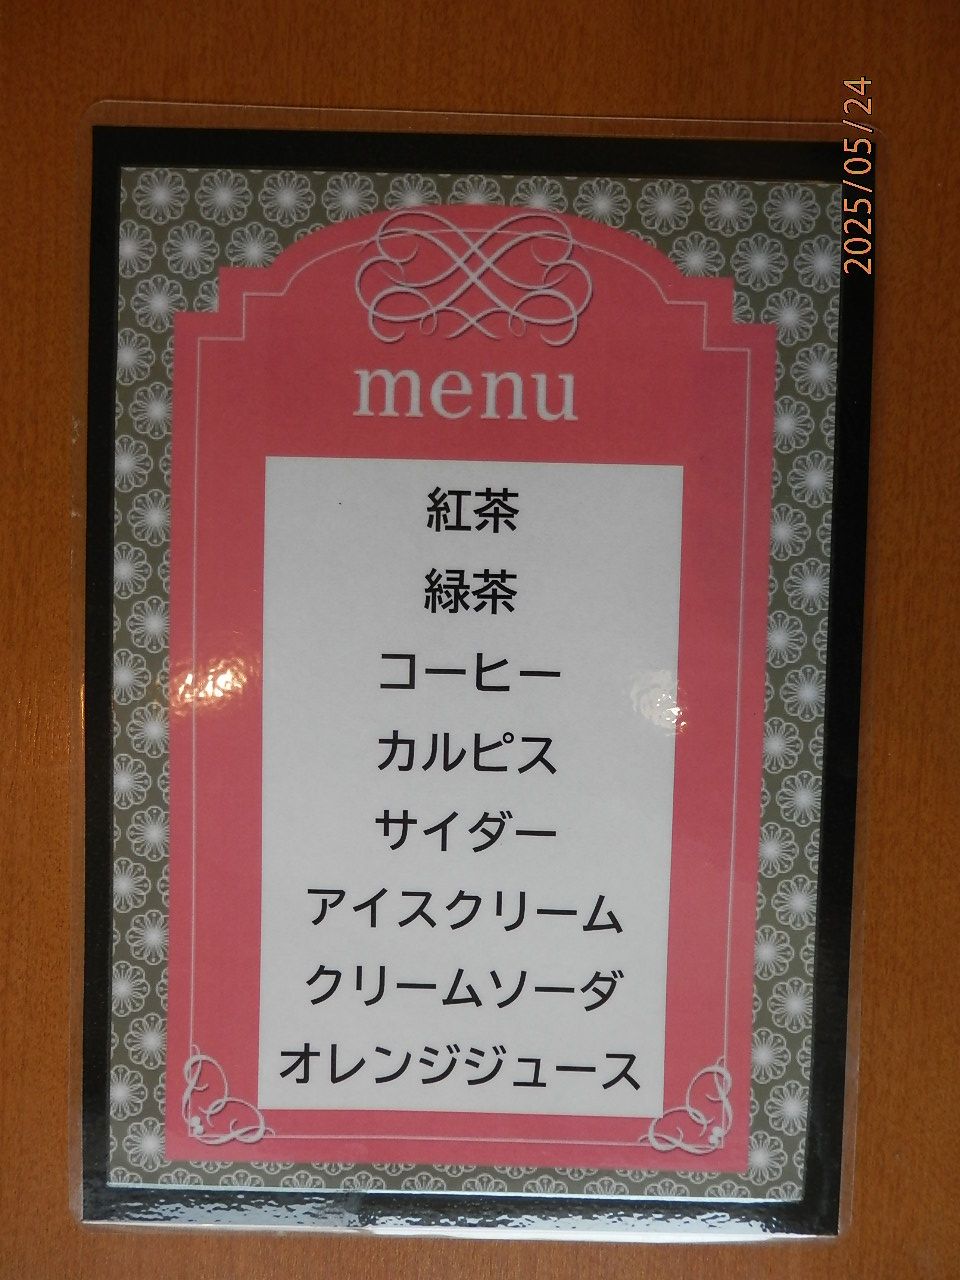 menu
紅茶
緑茶
コーヒー
カルピス
サイダー
アイスクリーム
クリームソーダ
オレンジジュース
2025/05/24